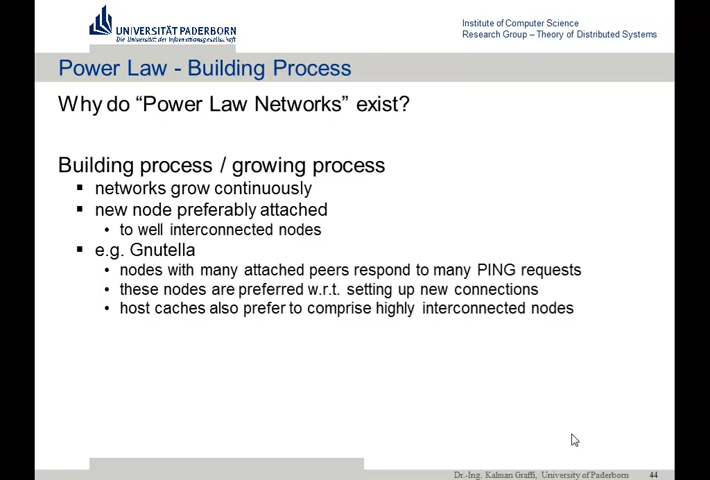 UNIVERSITÄT PADERBORN
Die Universität der Informationsgesellschaft
Institute of Computer Science
Research Group – Theory of Distributed Systems
Power Law - Building Process
Why do “Power Law Networks” exist?
Building process / growing process
▪ networks grow continuously
▪ new node preferably attached
• to well interconnected nodes
▪ e.g. Gnutella
• nodes with many attached peers respond to many PING requests
• these nodes are preferred w.r.t. setting up new connections
• host caches also prefer to comprise highly interconnected nodes
Dr.-Ing. Kalman Graffi, University of Paderborn 44